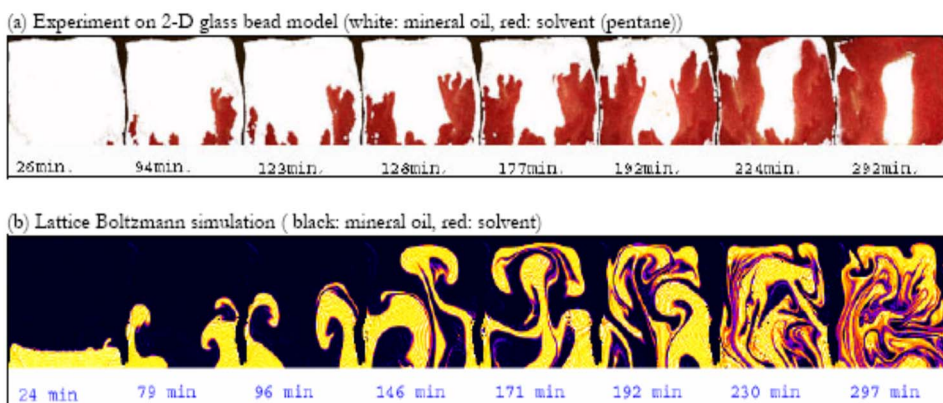 (a) Experiment on 2-D glass bead model (white: mineral oil, red: solvent (pentane))
26min. 94min. 123min. 128min. 177min. 192min. 224min. 292min.
(b) Lattice Boltzmann simulation ( black: mineral oil, red: solvent)
24 min 79 min 96 min 146 min 171 min 192 min 230 min 297 min